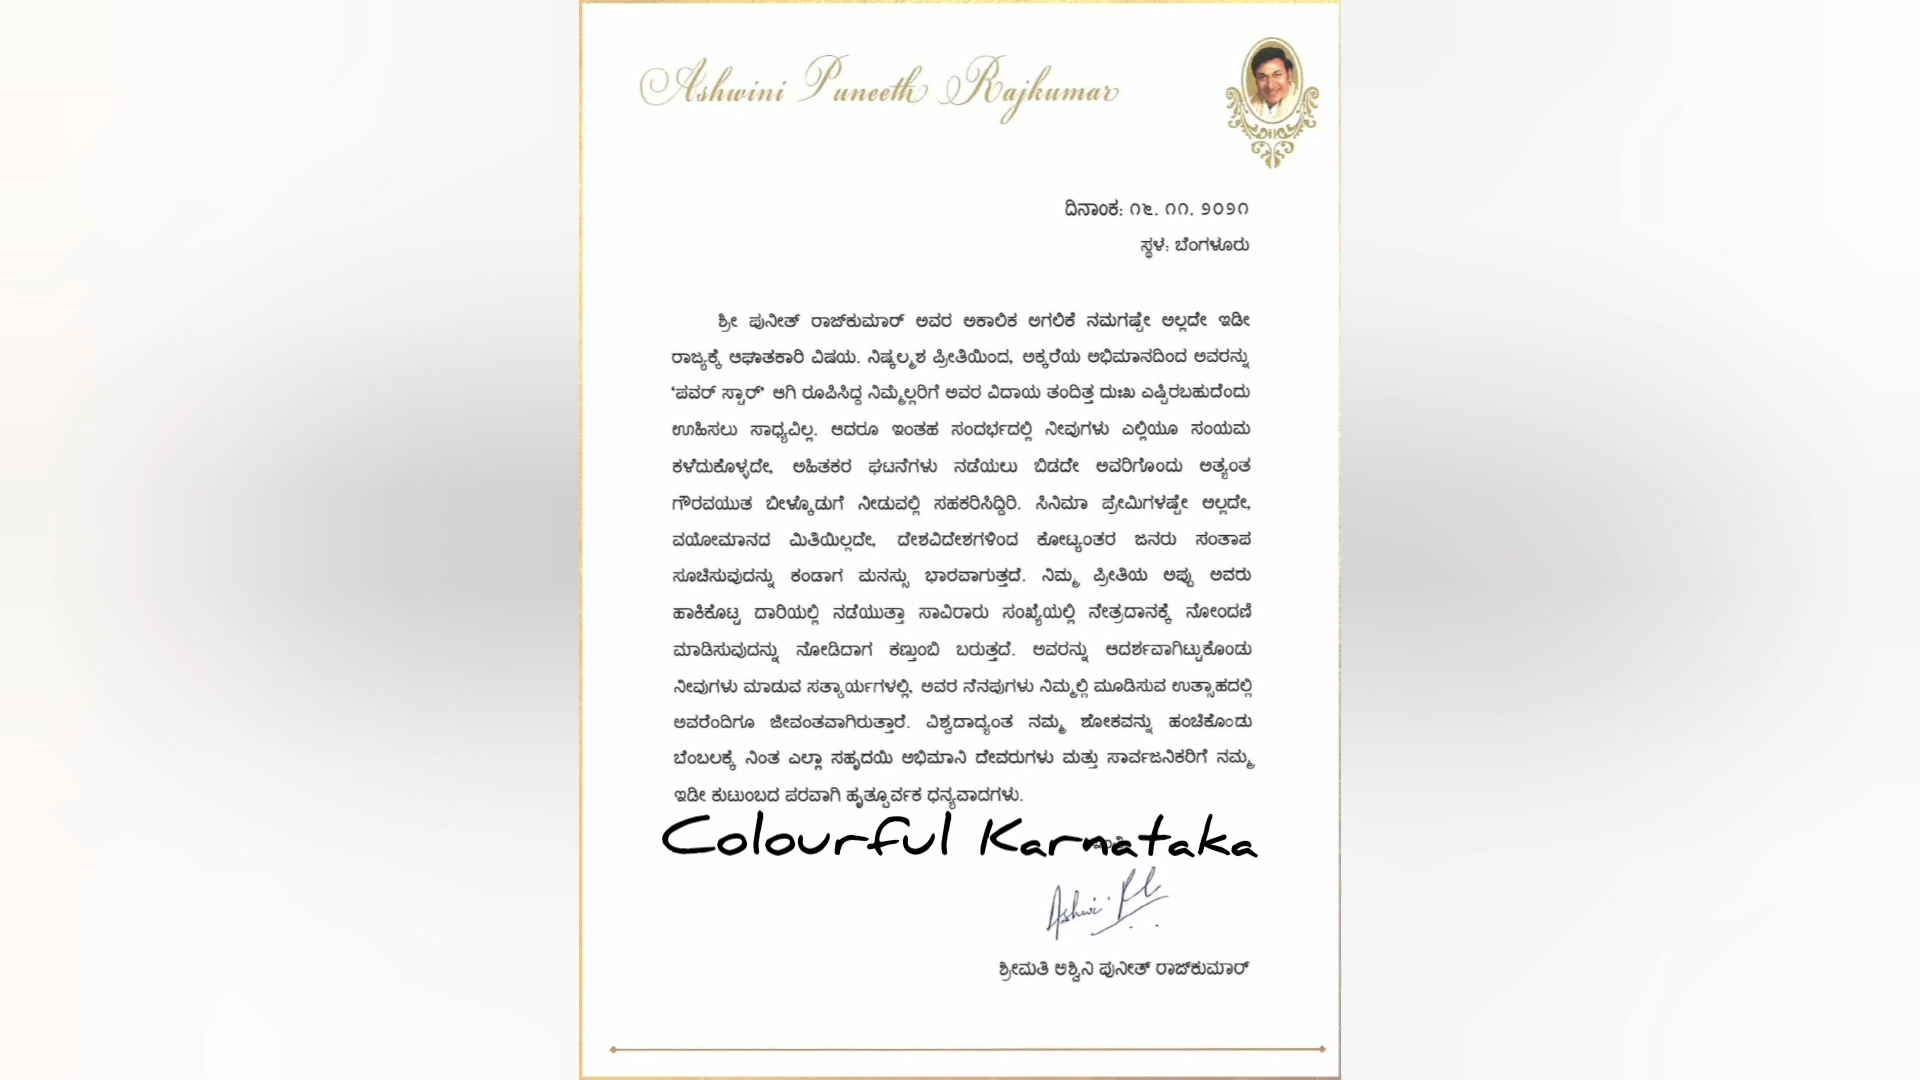 Ashwini Puneeth Rajkumar
ದಿನಾಂಕ: ೧೬. ೧೧. ೨೦೨೧
ಸ್ಥಳ: ಬೆಂಗಳೂರು
ಶ್ರೀ ಪುನೀತ್ ರಾಜ್‌ಕುಮಾರ್ ಅವರ ಅಕಾಲಿಕ ಅಗಲಿಕೆ ನಮಗಷ್ಟೇ ಅಲ್ಲದೇ ಇಡೀ
ರಾಜ್ಯಕ್ಕೆ ಆಘಾತಕಾರಿ ವಿಷಯ. ನಿಷ್ಕಲ್ಮಶ ಪ್ರೀತಿಯಿಂದ, ಅಕ್ಕರೆಯ ಅಭಿಮಾನದಿಂದ ಅವರನ್ನು
'ಪವರ್ ಸ್ಟಾರ್' ಆಗಿ ರೂಪಿಸಿದ್ದ ನಿಮ್ಮೆಲ್ಲರಿಗೆ ಅವರ ವಿದಾಯ ತಂದಿತ್ತ ದುಃಖ ಎಷ್ಟಿರಬಹುದೆಂದು
ಊಹಿಸಲು ಸಾಧ್ಯವಿಲ್ಲ. ಆದರೂ ಇಂತಹ ಸಂದರ್ಭದಲ್ಲಿ ನೀವುಗಳು ಎಲ್ಲಿಯೂ ಸಂಯಮ
ಕಳೆದುಕೊಳ್ಳದೇ, ಅಹಿತಕರ ಘಟನೆಗಳು ನಡೆಯಲು ಬಿಡದೇ ಅವರಿಗೊಂದು ಅತ್ಯಂತ
ಗೌರವಯುತ ಬೀಳ್ಕೊಡುಗೆ ನೀಡುವಲ್ಲಿ ಸಹಕರಿಸಿದ್ದಿರಿ. ಸಿನಿಮಾ ಪ್ರೇಮಿಗಳಷ್ಟೇ ಅಲ್ಲದೇ,
ವಯೋಮಾನದ ಮಿತಿಯಿಲ್ಲದೇ, ದೇಶವಿದೇಶಗಳಿಂದ ಕೋಟ್ಯಂತರ ಜನರು ಸಂತಾಪ
ಸೂಚಿಸುವುದನ್ನು ಕಂಡಾಗ ಮನಸ್ಸು ಭಾರವಾಗುತ್ತದೆ. ನಿಮ್ಮ ಪ್ರೀತಿಯ ಅಪ್ಪು ಅವರು
ಹಾಕಿಕೊಟ್ಟ ದಾರಿಯಲ್ಲಿ ನಡೆಯುತ್ತಾ ಸಾವಿರಾರು ಸಂಖ್ಯೆಯಲ್ಲಿ ನೇತ್ರದಾನಕ್ಕೆ ನೋಂದಣಿ
ಮಾಡಿಸುವುದನ್ನು ನೋಡಿದಾಗ ಕಣ್ತುಂಬಿ ಬರುತ್ತದೆ. ಅವರನ್ನು ಆದರ್ಶವಾಗಿಟ್ಟುಕೊಂಡು
ನೀವುಗಳು ಮಾಡುವ ಸತ್ಕಾರ್ಯಗಳಲ್ಲಿ, ಅವರ ನೆನಪುಗಳು ನಿಮ್ಮಲ್ಲಿ ಮೂಡಿಸುವ ಉತ್ಸಾಹದಲ್ಲಿ
ಅವರೆಂದಿಗೂ ಜೀವಂತವಾಗಿರುತ್ತಾರೆ. ವಿಶ್ವದಾದ್ಯಂತ ನಮ್ಮ ಶೋಕವನ್ನು ಹಂಚಿಕೊಂಡು
ಬೆಂಬಲಕ್ಕೆ ನಿಂತ ಎಲ್ಲಾ ಸಹೃದಯಿ ಅಭಿಮಾನಿ ದೇವರುಗಳು ಮತ್ತು ಸಾರ್ವಜನಿಕರಿಗೆ ನಮ್ಮ
ಇಡೀ ಕುಟುಂಬದ ಪರವಾಗಿ ಹೃತ್ಪೂರ್ವಕ ಧನ್ಯವಾದಗಳು.
Colourful Karnataka
ಶ್ರೀಮತಿ ಅಶ್ವಿನಿ ಪುನೀತ್ ರಾಜ್‌ಕುಮಾರ್